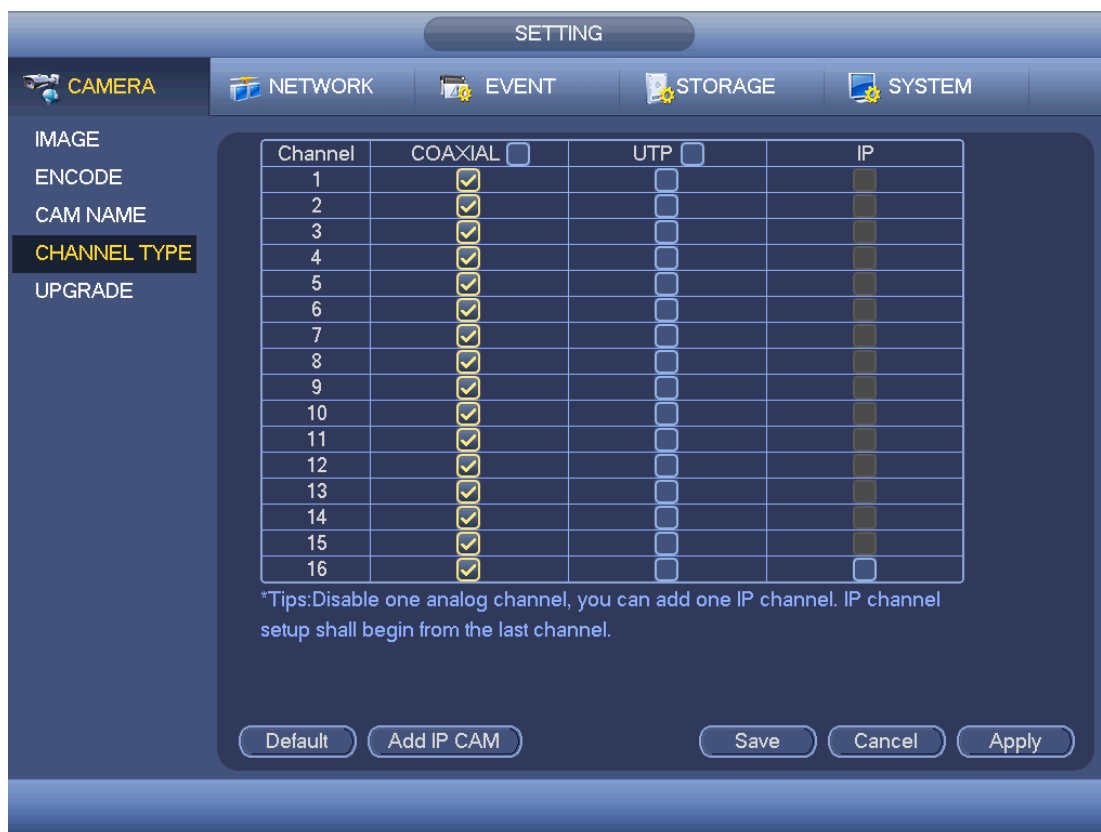 SETTING
CAMERA NETWORK EVENT STORAGE SYSTEM
IMAGE
ENCODE
CAM NAME
CHANNEL TYPE
UPGRADE
Channel COAXIAL UTP IP
1
2
3
4
5
6
7
8
9
10
11
12
13
14
15
16
*Tips:Disable one analog channel, you can add one IP channel. IP channel
setup shall begin from the last channel.
Default Add IP CAM Save Cancel Apply